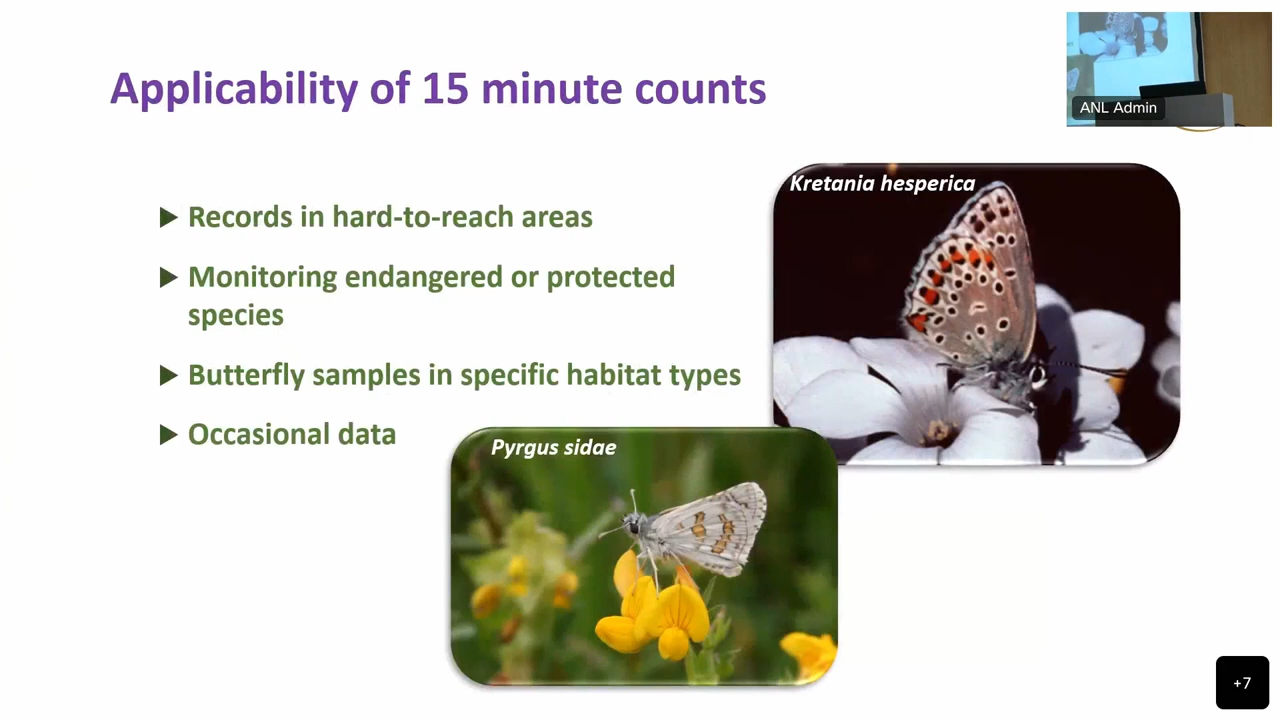 Applicability of 15 minute counts
ANL Admin
Kretania hesperica
Records in hard-to-reach areas
Monitoring endangered or protected
species
Butterfly samples in specific habitat types
Occasional data
Pyrgus sidae
+7